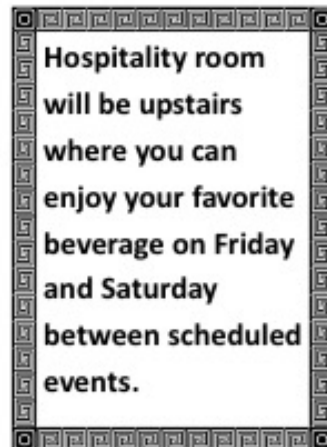 Hospitality room
will be upstairs
where you can
enjoy your favorite
beverage on Friday
and Saturday
between scheduled
events.